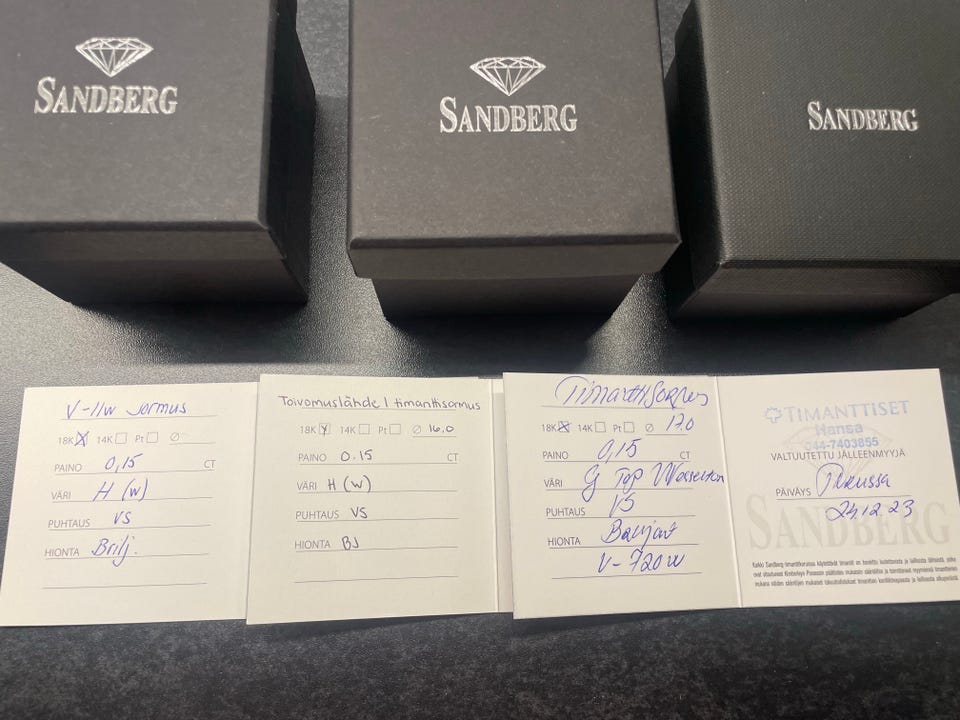 SANDBERG
SANDBERG
SANDBERG
V-11w sormus
18K X 14K Pt ∅
PAINO 0,15 CT
VÄRI H (w)
PUHTAUS VS
HIONTA Brilj.
Toivomuslähde 1 timanttisormus
18K X 14K Pt ∅ 16.0
PAINO 0.15 CT
VÄRI H (w)
PUHTAUS VS
HIONTA BJ
Timanttisormus
18K X 14K Pt ∅ 17.0
PAINO 0,15 CT
VÄRI G Top Wesselton
PUHTAUS VS
HIONTA
V-720w
TIMANTTISET
Hansa
044-7403855
VALTUUTETTU JÄLLEENMYYJÄ
PÄIVÄYS Turussa
24.12.23
SANDBERG